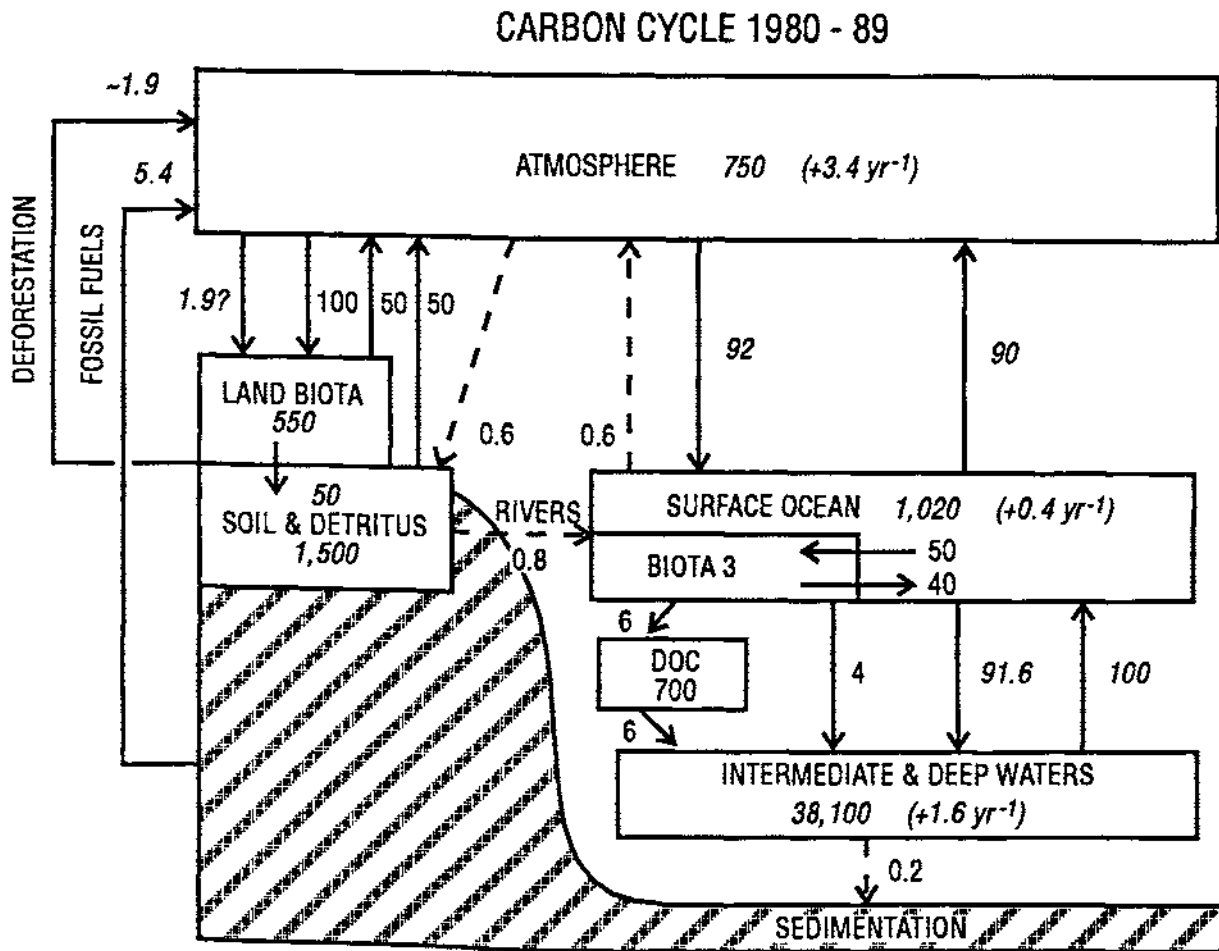 CARBON CYCLE 1980 - 89
~1.9
5.4
ATMOSPHERE 750 (+3.4 yr⁻¹)
DEFORESTATION
FOSSIL FUELS
1.9?
100
50
50
92
90
LAND BIOTA
550
0.6
0.6
50
SOIL & DETRITUS
1,500
RIVERS
0.8
SURFACE OCEAN 1,020 (+0.4 yr⁻¹)
BIOTA 3
50
40
6
DOC
700
6
4
91.6
100
INTERMEDIATE & DEEP WATERS
38,100 (+1.6 yr⁻¹)
0.2
SEDIMENTATION